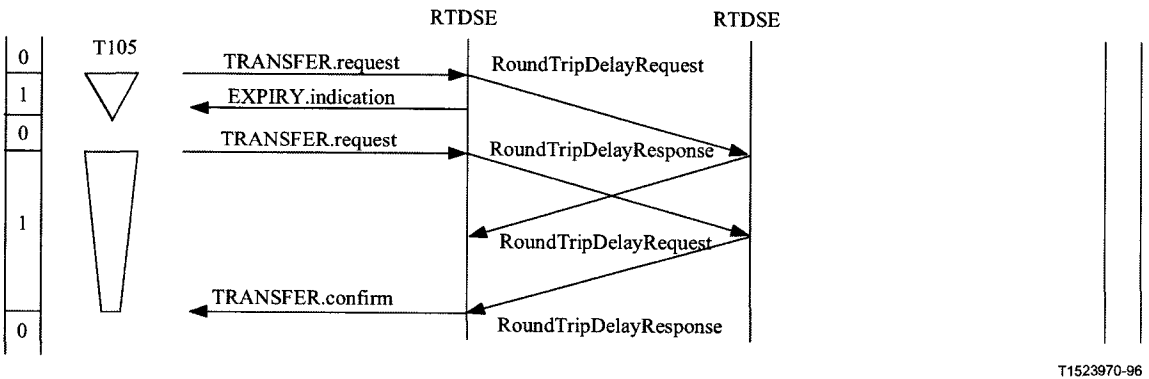 RTDSE
RTDSE
T105
0
TRANSFER.request
RoundTripDelayRequest
1
EXPIRY.indication
0
TRANSFER.request
RoundTripDelayResponse
1
RoundTripDelayRequest
TRANSFER.confirm
0
RoundTripDelayResponse
T1523970-96